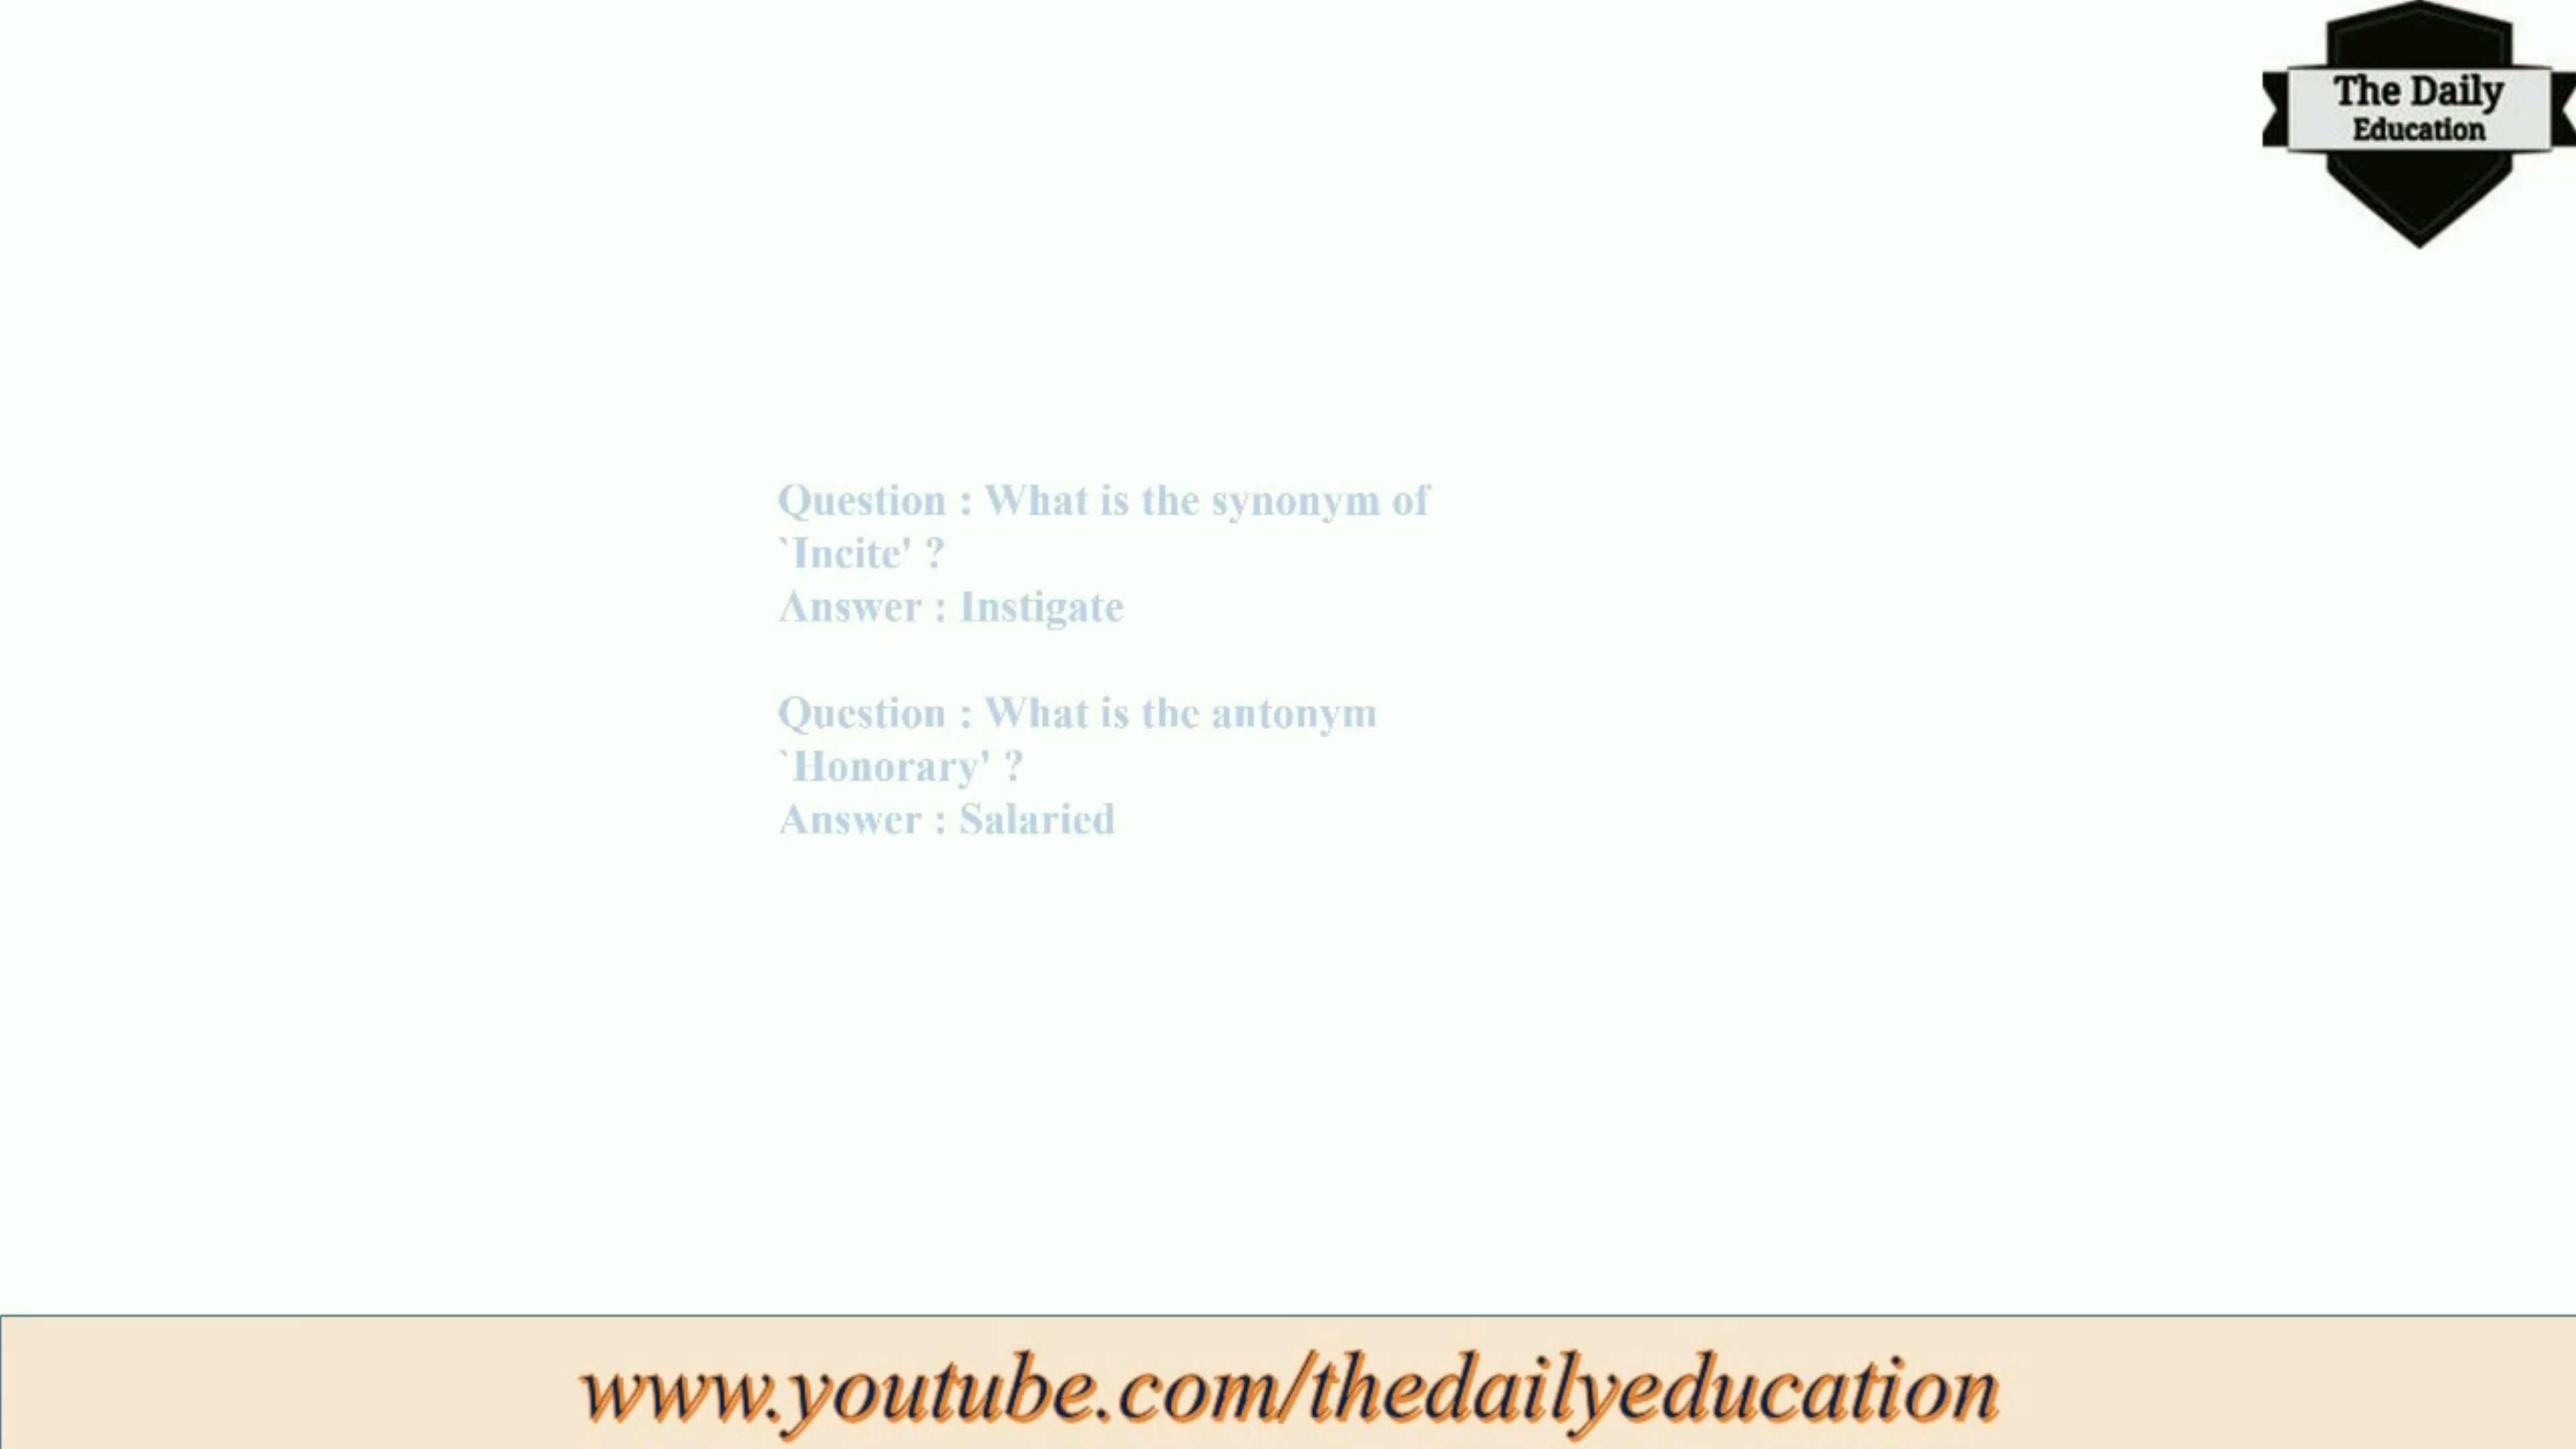 The Daily
Education
Question : What is the synonym of
`Incite' ?
Answer : Instigate
Question : What is the antonym
`Honorary' ?
Answer : Salaried
www.youtube.com/thedailyeducation